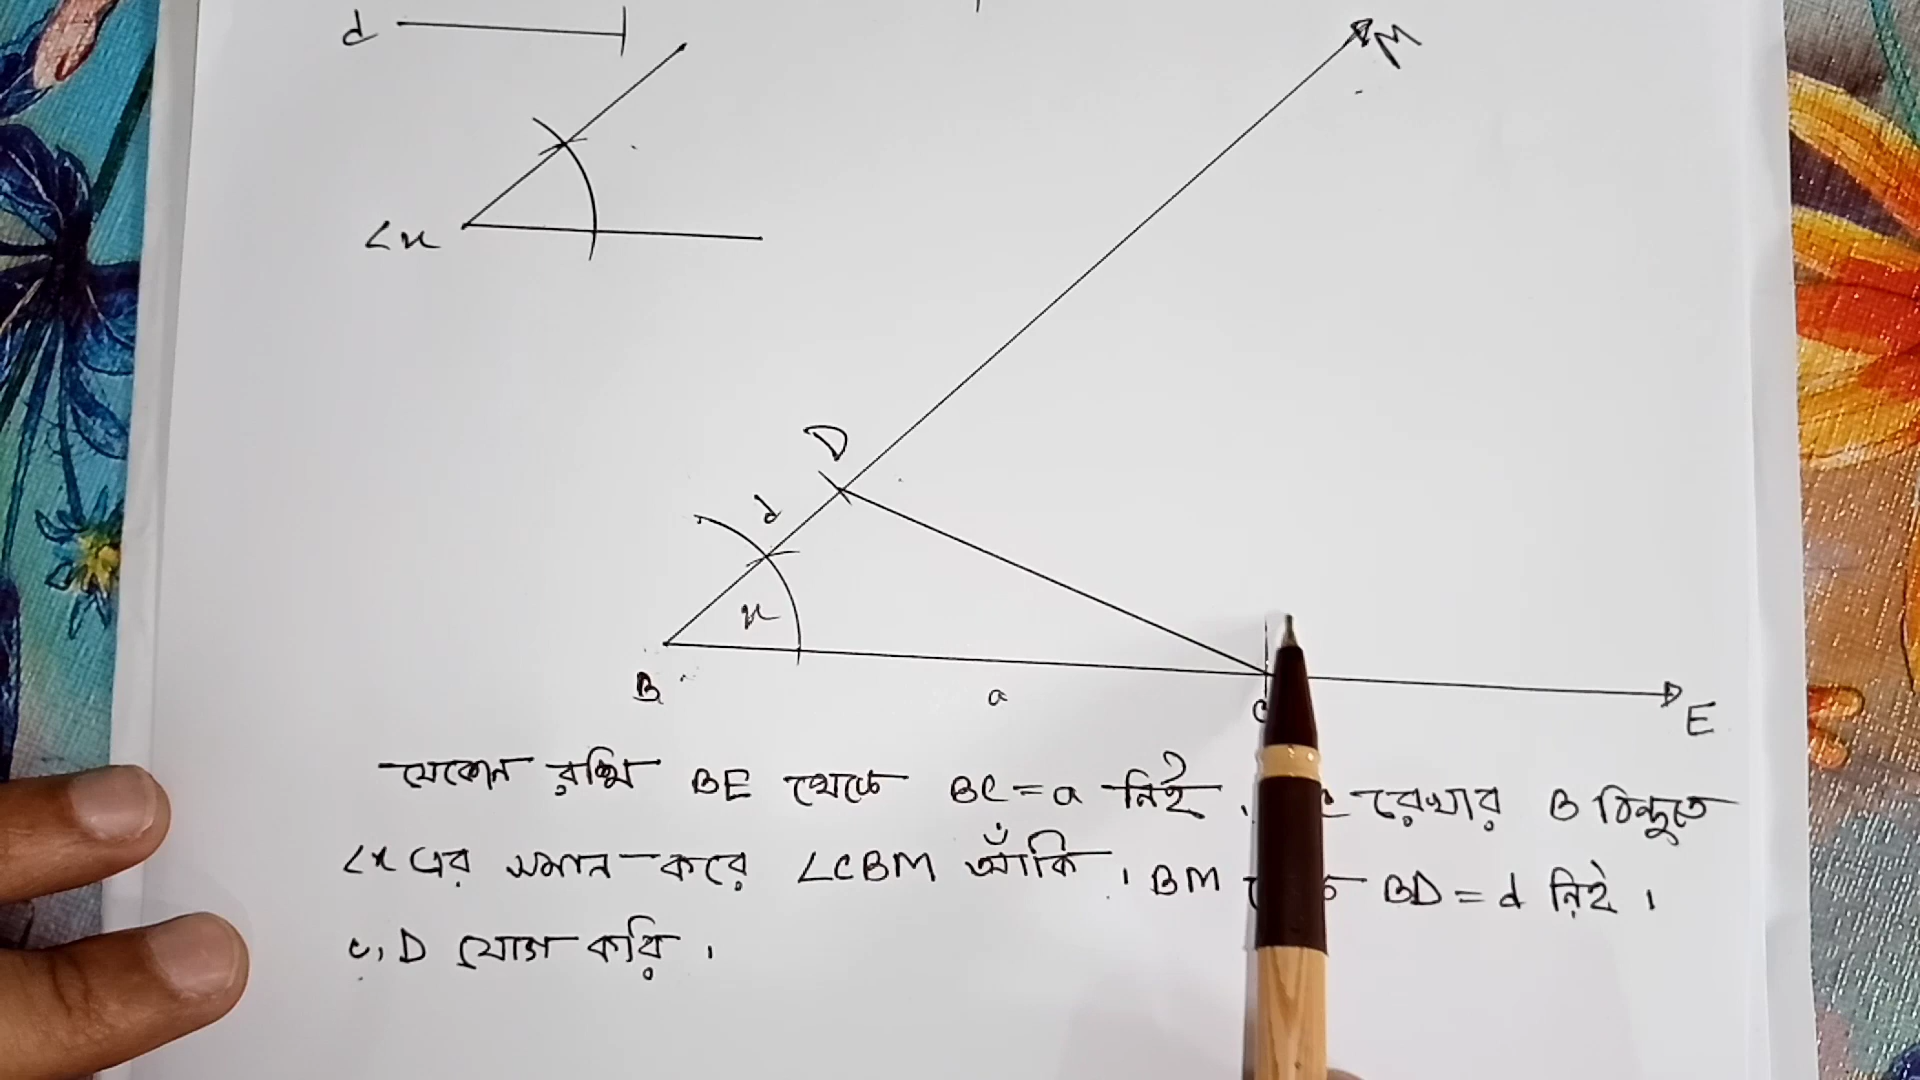 d
M
∠x
D
d
x
B
a
C
E
যেকোন রশ্মি BE থেকে BC = a নিই । রেখার B বিন্দুতে
∠x এর সমান করে ∠CBM আঁকি । BM BD = d নিই ।
C, D যোগ করি ।